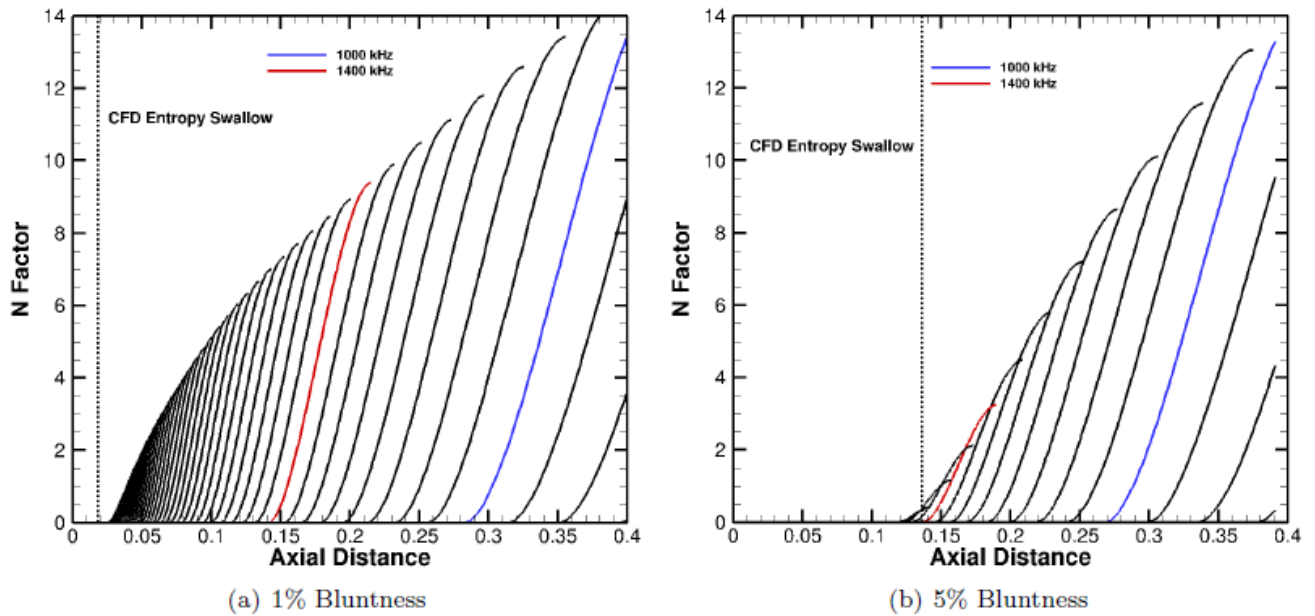 14
12
10
8
6
4
2
0
N Factor
1000 kHz
1400 kHz
CFD Entropy Swallow
0 0.05 0.1 0.15 0.2 0.25 0.3 0.35 0.4
Axial Distance
(a) 1% Bluntness
14
12
10
8
6
4
2
0
N Factor
1000 kHz
1400 kHz
CFD Entropy Swallow
0 0.05 0.1 0.15 0.2 0.25 0.3 0.35 0.4
Axial Distance
(b) 5% Bluntness